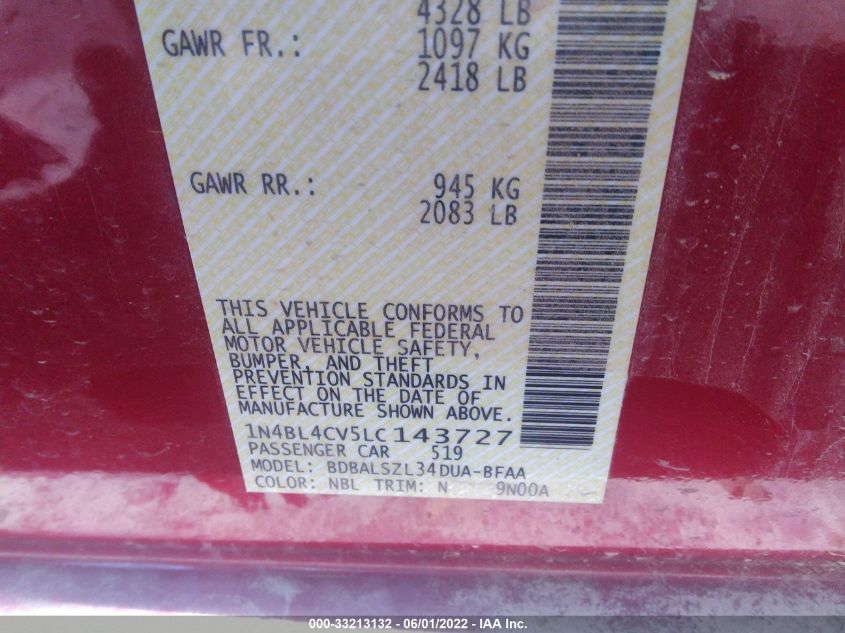 4328 LB
GAWR FR.: 1097 KG
2418 LB
GAWR RR.: 945 KG
2083 LB
THIS VEHICLE CONFORMS TO
ALL APPLICABLE FEDERAL
MOTOR VEHICLE SAFETY,
BUMPER, AND THEFT
PREVENTION STANDARDS IN
EFFECT ON THE DATE OF
MANUFACTURE SHOWN ABOVE.
1N4BL4CV5LC143727
PASSENGER CAR 519
MODEL: BDBALSZL34DUA-BFAA
COLOR: NBL TRIM: N 9N00A
000-33213132 - 06/01/2022 - IAAI Inc.